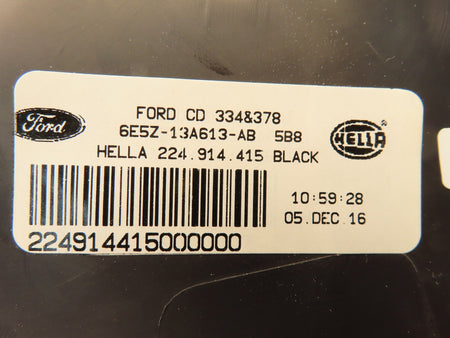 FORD CD 334&378
Ford
6E5Z-13A613-AB 5B8
HELLA
HELLA 224.914.415 BLACK
10:59:28
05.DEC.16
224914415000000